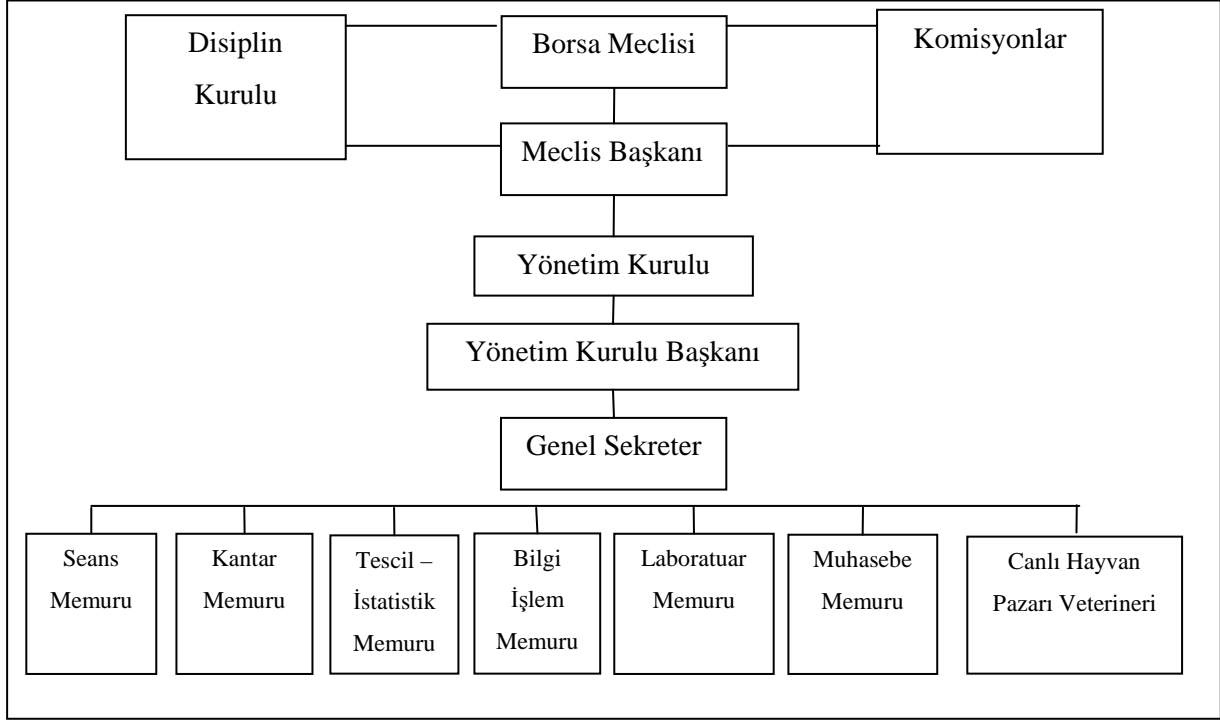 Disiplin
Kurulu
Borsa Meclisi
Komisyonlar
Meclis Başkanı
Yönetim Kurulu
Yönetim Kurulu Başkanı
Genel Sekreter
Seans
Memuru
Kantar
Memuru
Tescil –
İstatistik
Memuru
Bilgi
İşlem
Memuru
Laboratuar
Memuru
Muhasebe
Memuru
Canlı Hayvan
Pazarı Veterineri